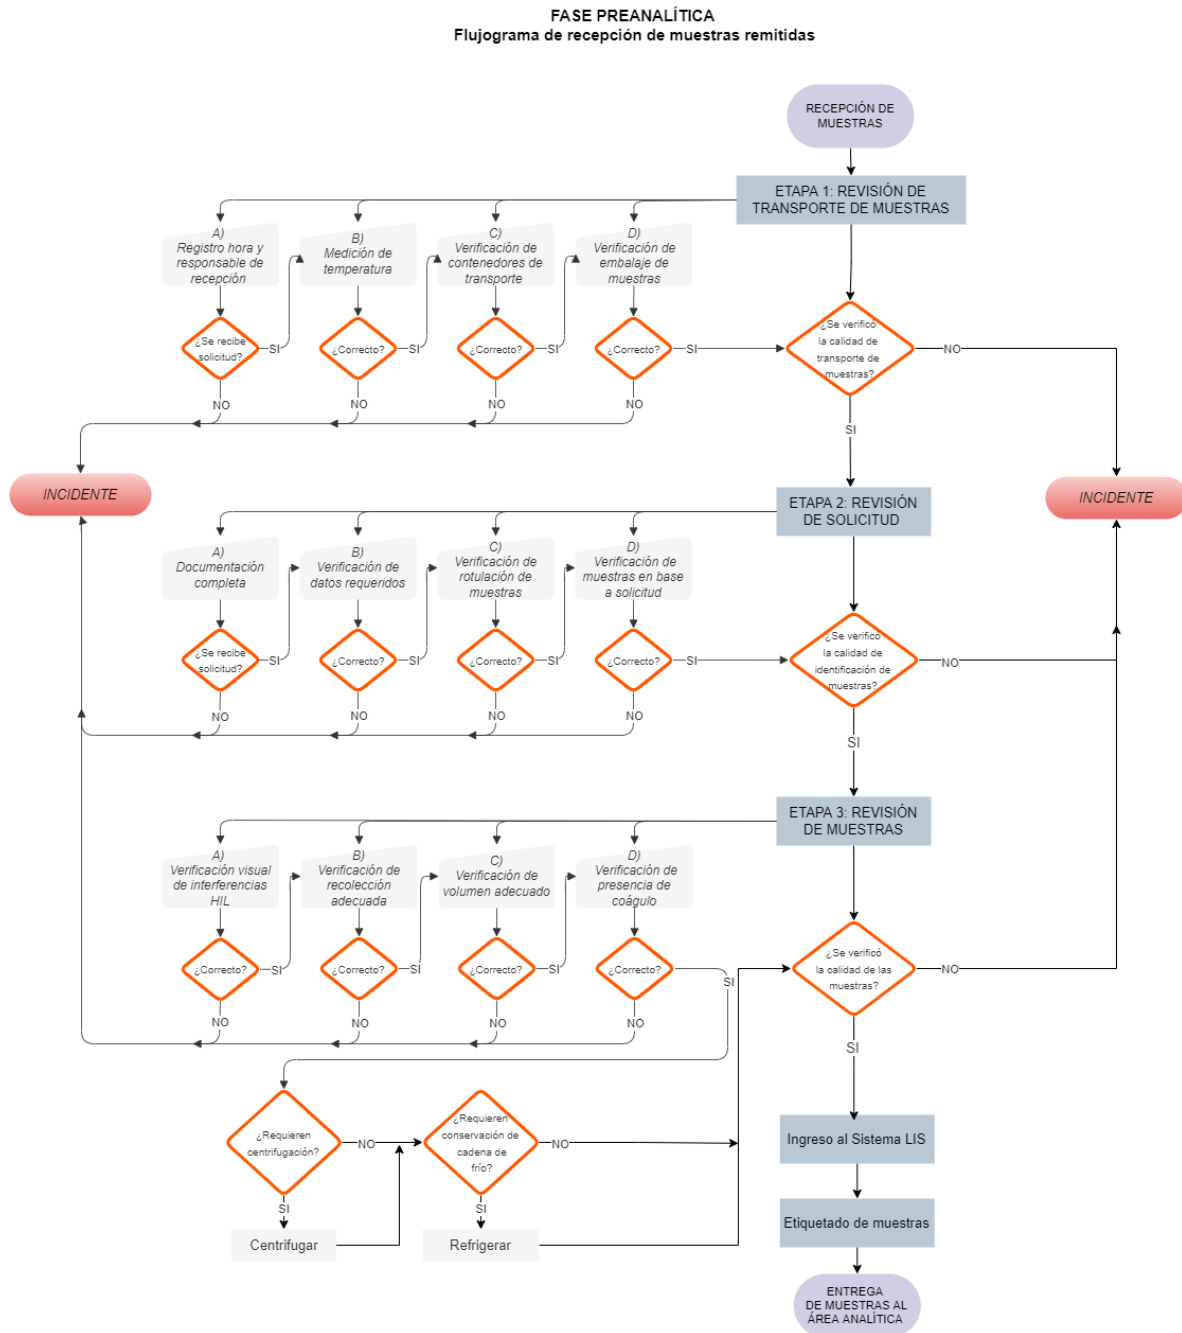 FASE PREANALÍTICA
Flujograma de recepción de muestras remitidas
RECEPCIÓN DE
MUESTRAS
ETAPA 1: REVISIÓN DE
TRANSPORTE DE MUESTRAS
A)
Registro hora y
responsable de
recepción
B)
Medición de
temperatura
C)
Verificación de
contenedores de
transporte
D)
Verificación de
embalaje de
muestras
¿Se recibe
solicitud?
SI
¿Correcto?
SI
¿Correcto?
SI
¿Correcto?
SI
¿Se verificó
la calidad de
transporte de
muestras?
NO
NO
NO
NO
NO
SI
INCIDENTE
INCIDENTE
ETAPA 2: REVISIÓN
DE SOLICITUD
A)
Documentación
completa
B)
Verificación de
datos requeridos
C)
Verificación de
rotulación de
muestras
D)
Verificación de
muestras en base
a solicitud
¿Se recibe
solicitud?
SI
¿Correcto?
SI
¿Correcto?
SI
¿Correcto?
SI
¿Se verificó
la calidad de
identificación de
muestras?
NO
NO
NO
NO
NO
SI
ETAPA 3: REVISIÓN
DE MUESTRAS
A)
Verificación visual
de interferencias
HIL
B)
Verificación de
recolección
adecuada
C)
Verificación de
volumen adecuado
D)
Verificación de
presencia de
coágulo
¿Correcto?
SI
¿Correcto?
SI
¿Correcto?
SI
¿Correcto?
SI
¿Se verificó
la calidad de las
muestras?
NO
NO
NO
NO
NO
SI
¿Requieren
centrifugación?
NO
¿Requieren
conservación de
cadena de
frío?
NO
SI
SI
Centrifugar
Refrigerar
Ingreso al Sistema LIS
Etiquetado de muestras
ENTREGA
DE MUESTRAS AL
ÁREA ANALÍTICA